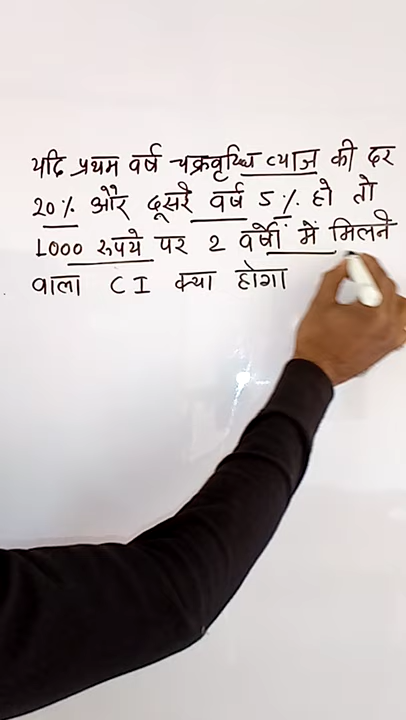 यदि प्रथम वर्ष चक्रवृध्धि व्याज की दर
20% और दूसरे वर्ष 5% हो तो
1000 रूपये पर 2 वर्षों में मिलने
वाला CI क्या होगा